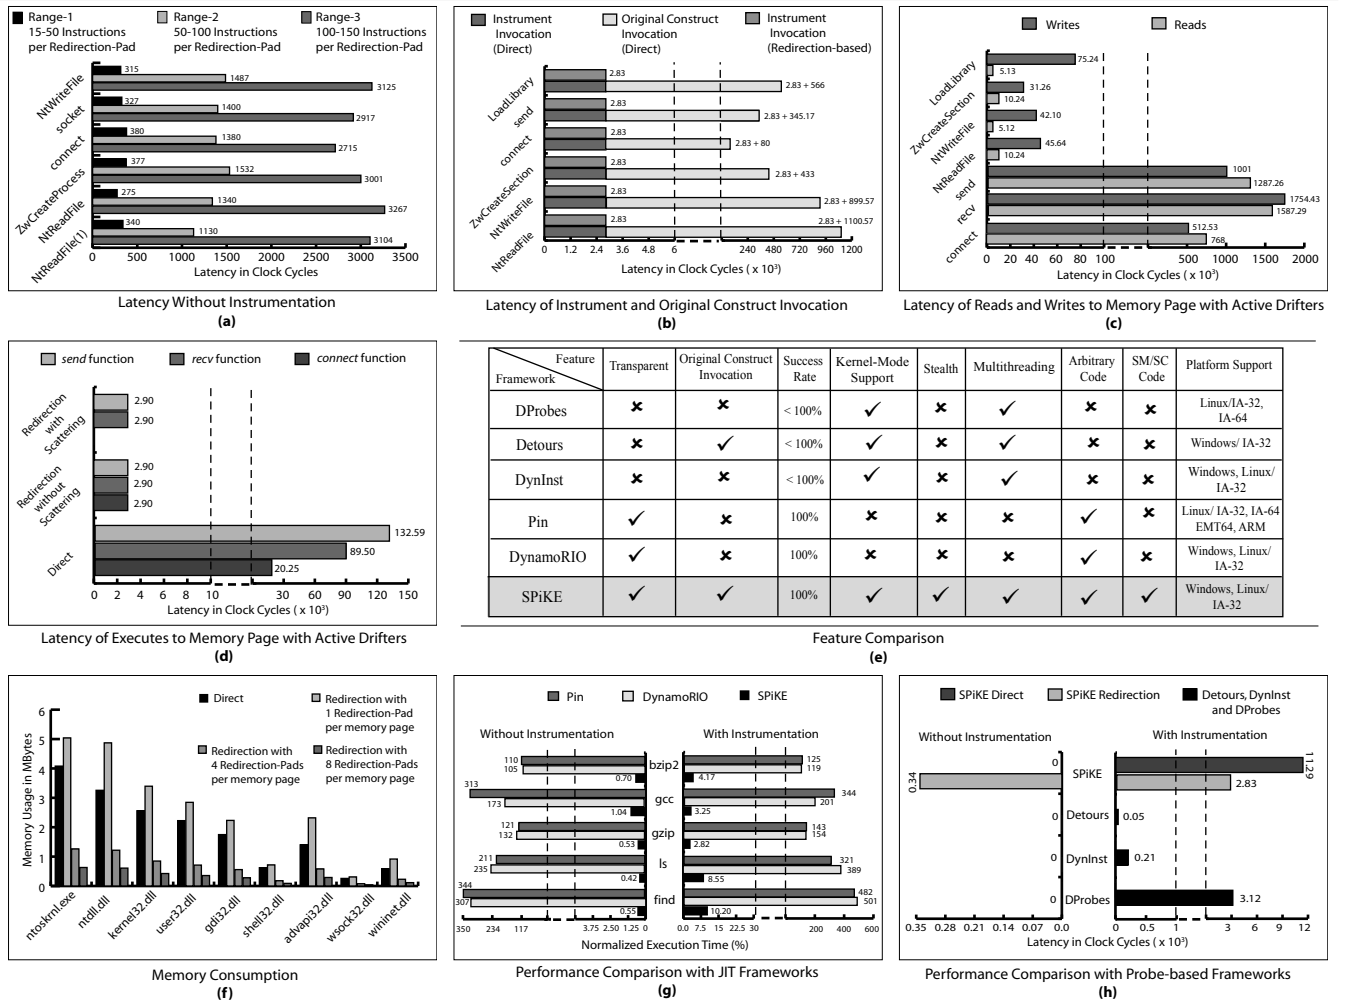 Range-1
15-50 Instructions
per Redirection-Pad
Range-2
50-100 Instructions
per Redirection-Pad
Range-3
100-150 Instructions
per Redirection-Pad
NtWriteFile
315
1487
3125
socket
327
1400
2917
connect
380
1380
2715
ZwCreateProcess
377
1532
3001
NtReadFile
275
1340
3267
NtReadFile(1)
340
1130
3104
0 500 1000 1500 2000 2500 3000 3500
Latency in Clock Cycles
Latency Without Instrumentation
(a)
Instrument
Invocation
(Direct)
Original Construct
Invocation
(Direct)
Instrument
Invocation
(Redirection-based)
LoadLibrary
2.83
2.83 + 566
send
2.83
2.83 + 345.17
connect
2.83
2.83 + 80
ZwCreateSection
2.83
2.83 + 433
NtWriteFile
2.83
2.83 + 899.57
NtReadFile
2.83
2.83 + 1100.57
0 1.2 2.4 3.6 4.8 6 240 480 720 960 1200
Latency in Clock Cycles ( x 10³)
Latency of Instrument and Original Construct Invocation
(b)
Writes
Reads
LoadLibrary
75.24
5.13
ZwCreateSection
31.26
10.24
NtWriteFile
42.10
5.12
NtReadFile
45.64
10.24
send
1001
1287.26
recv
1754.43
1587.29
connect
512.53
768
0 20 40 60 80 100 500 1000 1500 2000
Latency in Clock Cycles ( x 10³)
Latency of Reads and Writes to Memory Page with Active Drifters
(c)
send function
recv function
connect function
Redirection
with
Scattering
2.90
2.90
Redirection
without
Scattering
2.90
2.90
2.90
Direct
132.59
89.50
20.25
0 2 4 6 8 10 30 60 90 120 150
Latency in Clock Cycles ( x 10³)
Latency of Executes to Memory Page with Active Drifters
(d)
Feature
Framework
Transparent
Original Construct
Invocation
Success
Rate
Kernel-Mode
Support
Stealth
Multithreading
Arbitrary
Code
SM/SC
Code
Platform Support
DProbes ✘ ✘ < 100% ✓ ✘ ✓ ✘ ✘ Linux/IA-32,
IA-64
Detours ✘ ✓ < 100% ✓ ✘ ✓ ✘ ✘ Windows/ IA-32
DynInst ✘ ✘ < 100% ✓ ✘ ✓ ✘ ✘ Windows, Linux/
IA-32
Pin ✓ ✘ 100% ✘ ✘ ✘ ✓ ✘ Linux/ IA-32, IA-64
EMT64, ARM
DynamoRIO ✓ ✘ 100% ✘ ✘ ✘ ✓ ✘ Windows, Linux/
IA-32
SPiKE ✓ ✓ 100% ✓ ✓ ✓ ✓ ✓ Windows, Linux/
IA-32
Feature Comparison
(e)
Direct
Redirection with
1 Redirection-Pad
per memory page
Redirection with
4 Redirection-Pads
per memory page
Redirection with
8 Redirection-Pads
per memory page
Memory Usage in MBytes
6
5
4
3
2
1
0
ntoskrnl.exe
ntdll.dll
kernel32.dll
user32.dll
gdi32.dll
shell32.dll
advapi32.dll
wsock32.dll
wininet.dll
Memory Consumption
(f)
Pin
DynamoRIO
SPiKE
Without Instrumentation
With Instrumentation
110
105
0.70
bzip2
125
119
4.17
313
173
1.04
gcc
344
201
3.25
121
132
0.53
gzip
143
154
2.82
211
235
0.42
ls
321
389
8.55
344
307
0.55
find
482
501
10.20
350 234 117 3.75 2.50 1.25 0
0.0 7.5 15 22.5 30 200 400 600
Normalized Execution Time (%)
Performance Comparison with JIT Frameworks
(g)
SPiKE Direct
SPiKE Redirection
Detours, DynInst
and DProbes
Without Instrumentation
With Instrumentation
0
0.34
SPiKE
11.29
2.83
0
Detours
0.05
0
DynInst
0.21
0
DProbes
3.12
0.35 0.28 0.21 0.14 0.07 0.0
0 0.5 1 3 6 9 12
Latency in Clock Cycles ( x 10³)
Performance Comparison with Probe-based Frameworks
(h)